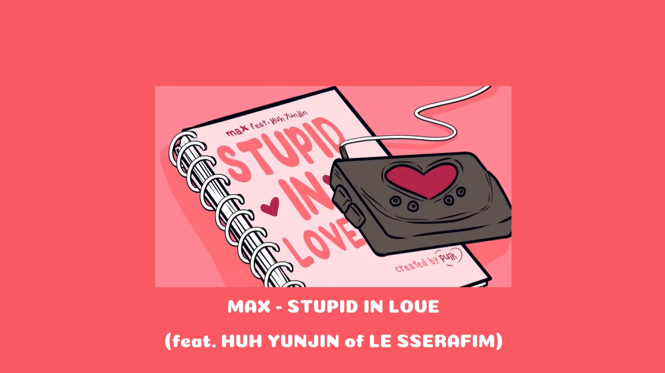 max feat. Huh Yunjin
STUPID
IN
LOVE
created by push
MAX - STUPID IN LOVE
(feat. HUH YUNJIN of LE SSERAFIM)